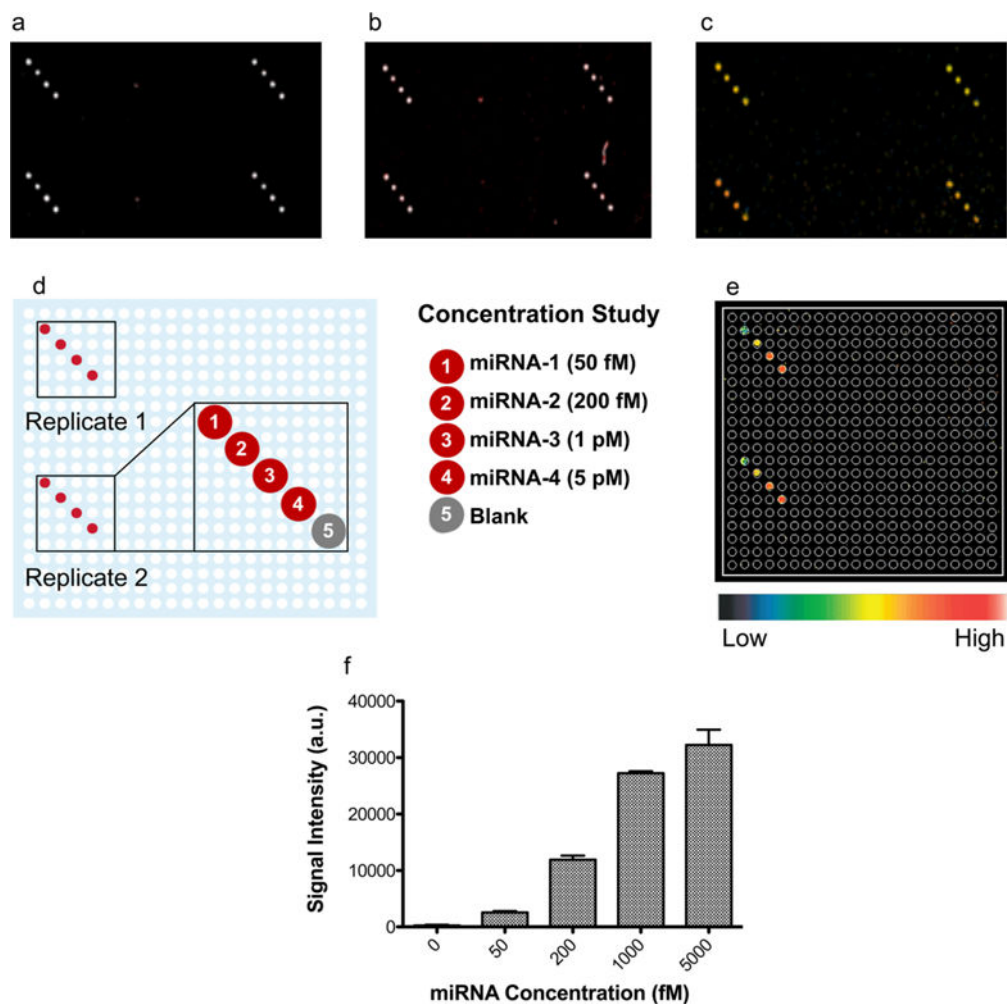 a
b
c
d
Replicate 1
Replicate 2
1
2
3
4
5
Concentration Study
1 miRNA-1 (50 fM)
2 miRNA-2 (200 fM)
3 miRNA-3 (1 pM)
4 miRNA-4 (5 pM)
5 Blank
e
Low High
f
Signal Intensity (a.u.)
40000
30000
20000
10000
0
0 50 200 1000 5000
miRNA Concentration (fM)